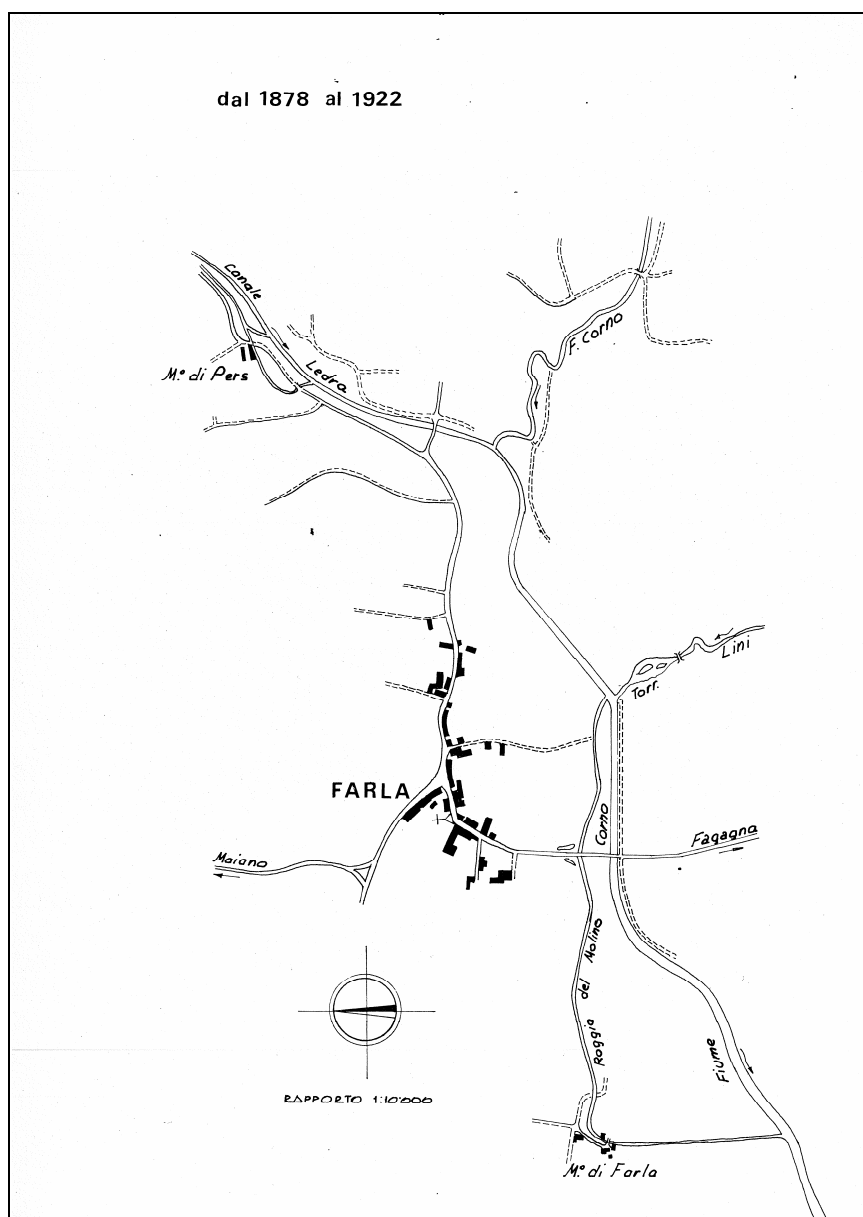 dal 1878 al 1922
Canale
Ledra
F. Corno
M.º di Pers
Lini
Torr.
FARLA
Corno
Fagagna
Maiano
Roggia del Molino
Fiume
RAPPORTO 1:10'000
M.º di Farla